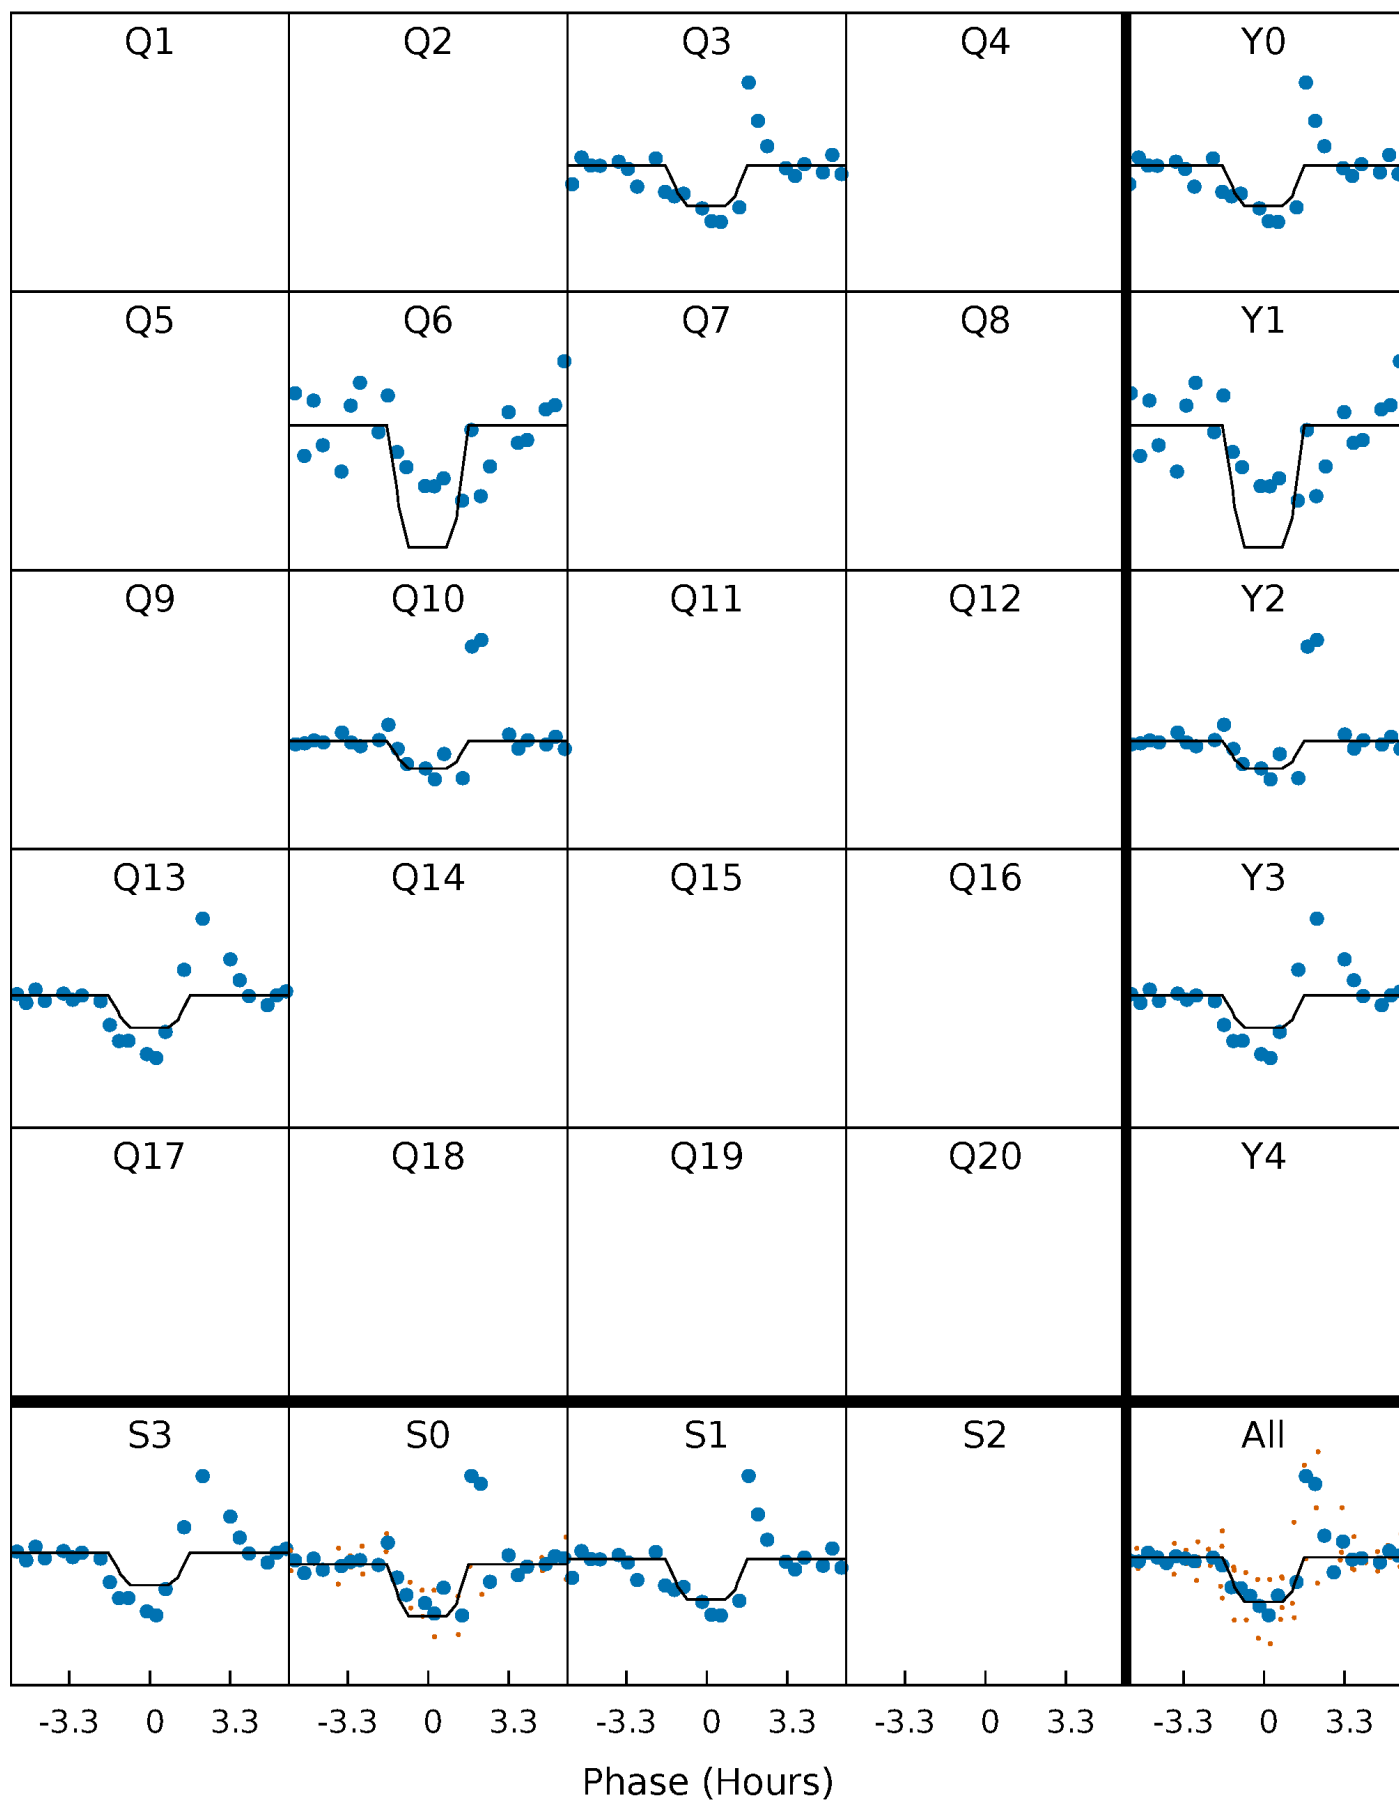 Q1 Q2 Q3 Q4 Y0
Q5 Q6 Q7 Q8 Y1
Q9 Q10 Q11 Q12 Y2
Q13 Q14 Q15 Q16 Y3
Q17 Q18 Q19 Q20 Y4
S3 S0 S1 S2 All
-3.3 0 3.3 -3.3 0 3.3 -3.3 0 3.3 -3.3 0 3.3 -3.3 0 3.3
Phase (Hours)